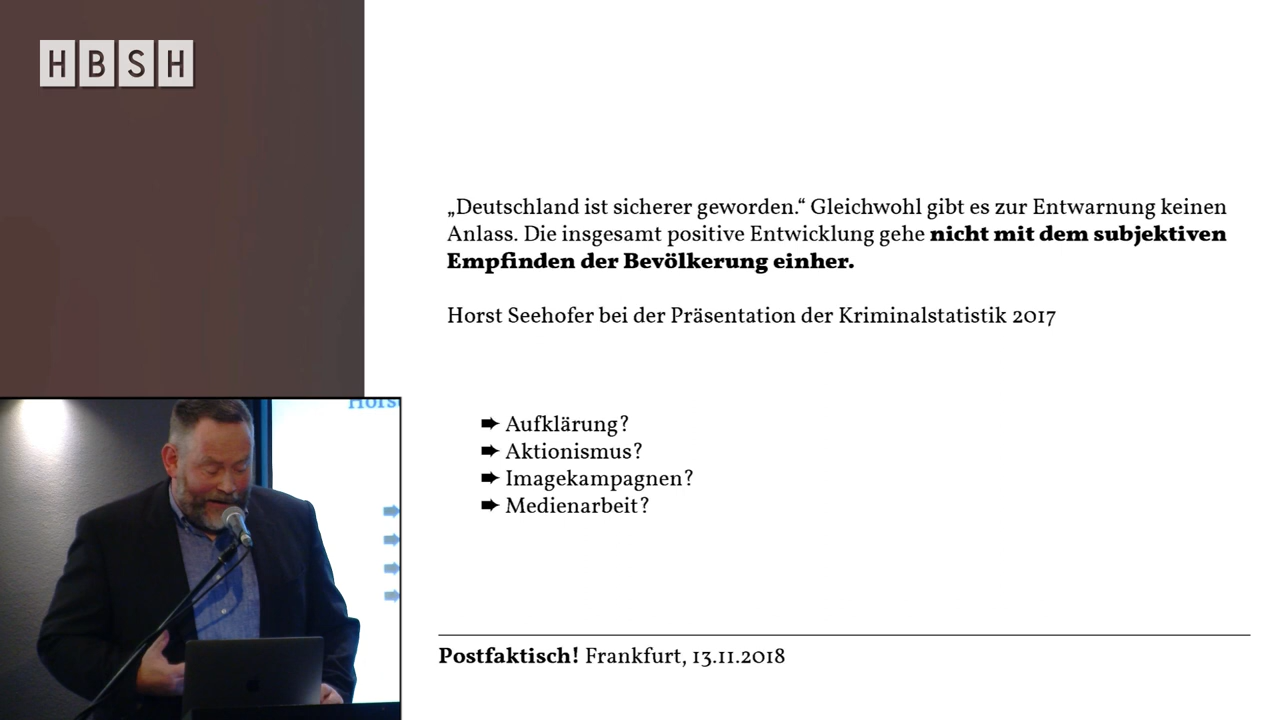 HBSH
„Deutschland ist sicherer geworden.“ Gleichwohl gibt es zur Entwarnung keinen
Anlass. Die insgesamt positive Entwicklung gehe nicht mit dem subjektiven
Empfinden der Bevölkerung einher.
Horst Seehofer bei der Präsentation der Kriminalstatistik 2017
➨ Aufklärung?
➨ Aktionismus?
➨ Imagekampagnen?
➨ Medienarbeit?
Postfaktisch! Frankfurt, 13.11.2018